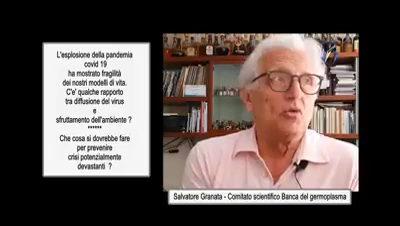 L'esplosione della pandemia
covid 19
ha mostrato fragilità
dei nostri modelli di vita.
C'e' qualche rapporto
tra diffusione del virus
e
sfruttamento dell'ambiente ?
******
Che cosa si dovrebbe fare
per prevenire
crisi potenzialmente
devastanti ?
Salvatore Granata - Comitato scientifico Banca del germoplasma